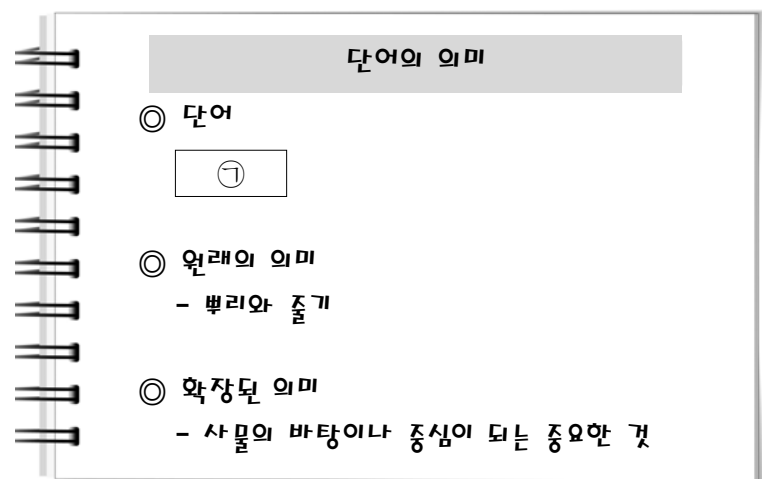 단어의 의미
◎ 단어
㉠
◎ 원래의 의미
- 뿌리와 줄기
◎ 확장된 의미
- 사물의 바탕이나 중심이 되는 중요한 것